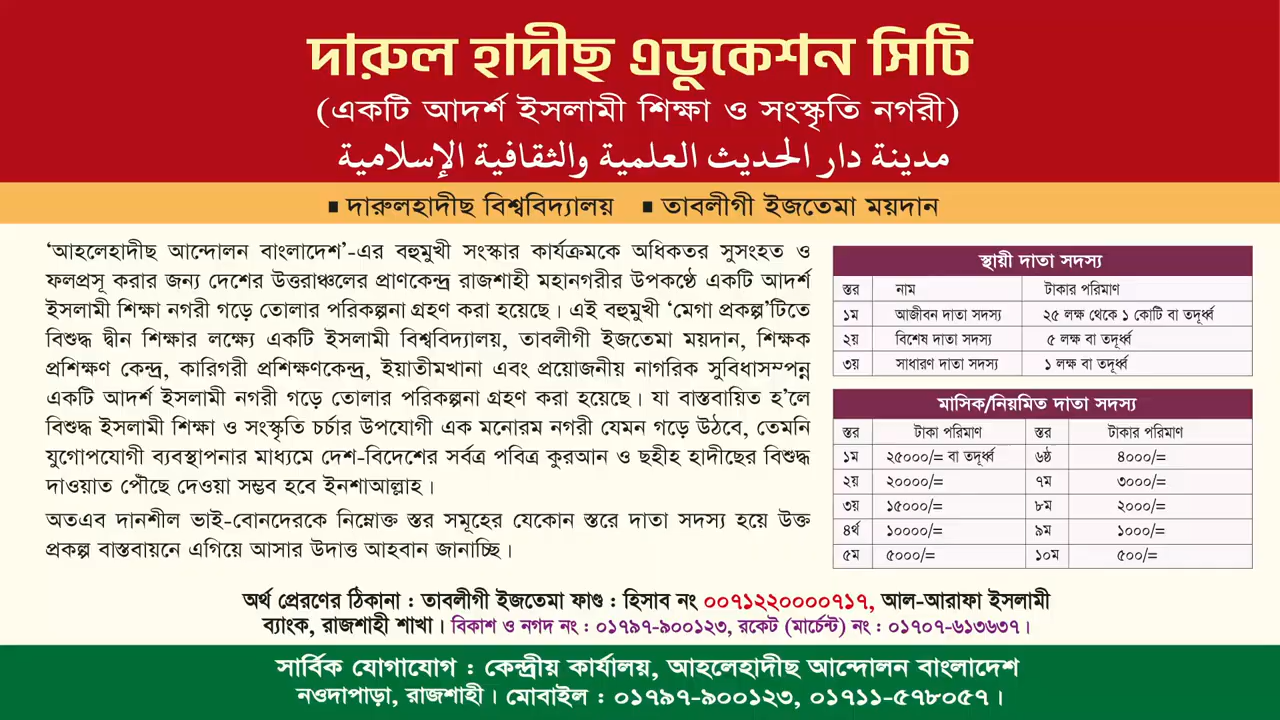 দারুল হাদীছ এডুকেশন সিটি
(একটি আদর্শ ইসলামী শিক্ষা ও সংস্কৃতি নগরী)
مدينة دار الحديث العلمية والثقافية الإسلامية
▪ দারুলহাদীছ বিশ্ববিদ্যালয় ▪ তাবলীগী ইজতেমা ময়দান
‘আহলেহাদীছ আন্দোলন বাংলাদেশ’-এর বহুমুখী সংস্কার কার্যক্রমকে অধিকতর সুসংহত ও
ফলপ্রসূ করার জন্য দেশের উত্তরাঞ্চলের প্রাণকেন্দ্র রাজশাহী মহানগরীর উপকণ্ঠে একটি আদর্শ
ইসলামী শিক্ষা নগরী গড়ে তোলার পরিকল্পনা গ্রহণ করা হয়েছে। এই বহুমুখী ‘মেগা প্রকল্প’টিতে
বিশুদ্ধ দ্বীন শিক্ষার লক্ষ্যে একটি ইসলামী বিশ্ববিদ্যালয়, তাবলীগী ইজতেমা ময়দান, শিক্ষক
প্রশিক্ষণ কেন্দ্র, কারিগরী প্রশিক্ষণকেন্দ্র, ইয়াতীমখানা এবং প্রয়োজনীয় নাগরিক সুবিধাসম্পন্ন
একটি আদর্শ ইসলামী নগরী গড়ে তোলার পরিকল্পনা গ্রহণ করা হয়েছে। যা বাস্তবায়িত হ’লে
বিশুদ্ধ ইসলামী শিক্ষা ও সংস্কৃতি চর্চার উপযোগী এক মনোরম নগরী যেমন গড়ে উঠবে, তেমনি
যুগোপযোগী ব্যবস্থাপনার মাধ্যমে দেশ-বিদেশের সর্বত্র পবিত্র কুরআন ও ছহীহ হাদীছের বিশুদ্ধ
দাওয়াত পৌঁছে দেওয়া সম্ভব হবে ইনশাআল্লাহ।
অতএব দানশীল ভাই-বোনদেরকে নিম্নোক্ত স্তর সমূহের যেকোন স্তরে দাতা সদস্য হয়ে উক্ত
প্রকল্প বাস্তবায়নে এগিয়ে আসার উদাত্ত আহবান জানাচ্ছি।
স্থায়ী দাতা সদস্য
স্তর নাম টাকার পরিমাণ
১ম আজীবন দাতা সদস্য ২৫ লক্ষ থেকে ১ কোটি বা তদূর্ধ্ব
২য় বিশেষ দাতা সদস্য ৫ লক্ষ বা তদূর্ধ্ব
৩য় সাধারণ দাতা সদস্য ১ লক্ষ বা তদূর্ধ্ব
মাসিক/নিয়মিত দাতা সদস্য
স্তর টাকা পরিমাণ স্তর টাকার পরিমাণ
১ম ২৫০০০/= বা তদূর্ধ্ব ৬ষ্ঠ ৪০০০/=
২য় ২০০০০/= ৭ম ৩০০০/=
৩য় ১৫০০০/= ৮ম ২০০০/=
৪র্থ ১০০০০/= ৯ম ১০০০/=
৫ম ৫০০০/= ১০ম ৫০০/=
অর্থ প্রেরণের ঠিকানা : তাবলীগী ইজতেমা ফাণ্ড : হিসাব নং ০০৭১২২০০০০৭১৭, আল-আরাফা ইসলামী
ব্যাংক, রাজশাহী শাখা। বিকাশ ও নগদ নং : ০১৭৯৭-৯০০১২৩, রকেট (মার্চেন্ট) নং : ০১৭০৭-৬১৩৬৩৭।
সার্বিক যোগাযোগ : কেন্দ্রীয় কার্যালয়, আহলেহাদীছ আন্দোলন বাংলাদেশ
নওদাপাড়া, রাজশাহী। মোবাইল : ০১৭৯৭-৯০০১২৩, ০১৭১১-৫৭৮০৫৭।